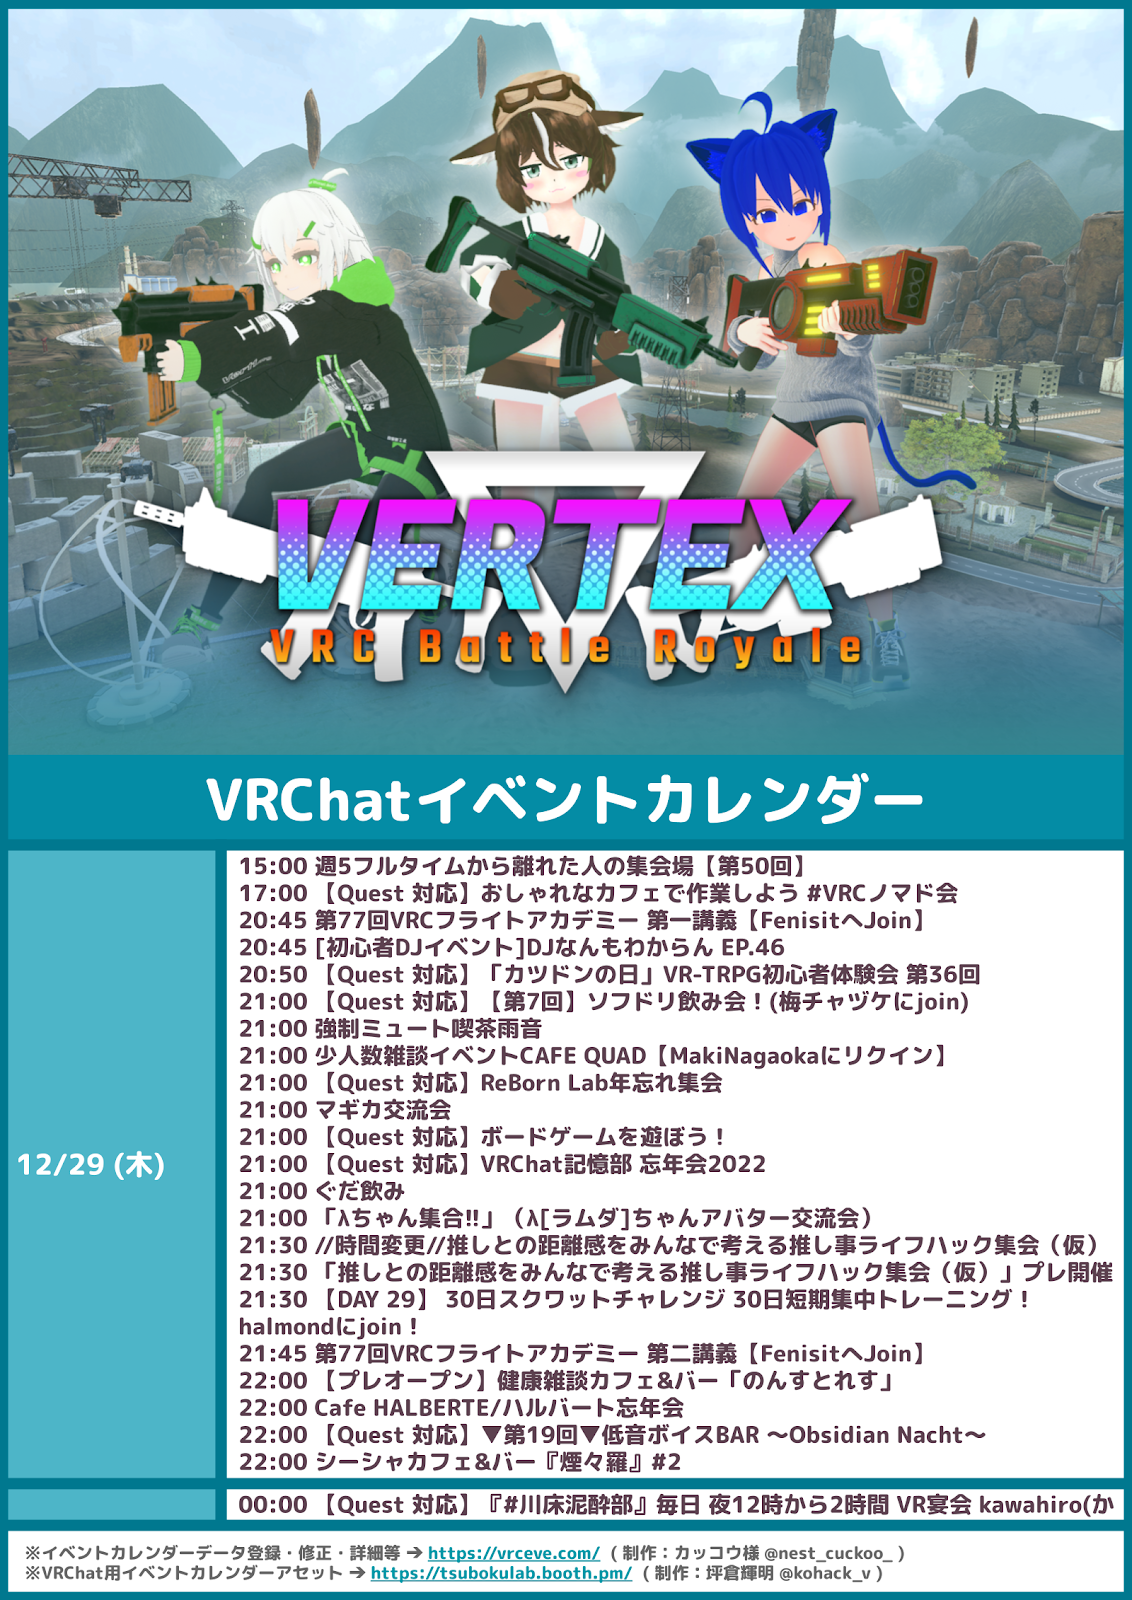 VERTEX
VRC Battle Royale
VRChatイベントカレンダー
12/29 (木)
15:00 週5フルタイムから離れた人の集会場【第50回】
17:00 【Quest 対応】おしゃれなカフェで作業しよう #VRCノマド会
20:45 第77回VRCフライトアカデミー 第一講義【FenisitへJoin】
20:45 [初心者DJイベント]DJなんもわからん EP.46
20:50 【Quest 対応】「カツドンの日」VR-TRPG初心者体験会 第36回
21:00 【Quest 対応】【第7回】ソフドリ飲み会！(梅チャヅケにjoin)
21:00 強制ミュート喫茶雨音
21:00 少人数雑談イベントCAFE QUAD【MakiNagaokaにリクイン】
21:00 【Quest 対応】ReBorn Lab年忘れ集会
21:00 マギカ交流会
21:00 【Quest 対応】ボードゲームを遊ぼう！
21:00 【Quest 対応】VRChat記憶部 忘年会2022
21:00 ぐだ飲み
21:00 「λちゃん集合!!」（λ[ラムダ]ちゃんアバター交流会）
21:30 //時間変更//推しとの距離感をみんなで考える推し事ライフハック集会（仮）
21:30 「推しとの距離感をみんなで考える推し事ライフハック集会（仮）」プレ開催
21:30 【DAY 29】 30日スクワットチャレンジ 30日短期集中トレーニング！
halmondにjoin！
21:45 第77回VRCフライトアカデミー 第二講義【FenisitへJoin】
22:00 【プレオープン】健康雑談カフェ&バー「のんすとれす」
22:00 Cafe HALBERTE/ハルバート忘年会
22:00 【Quest 対応】▼第19回▼低音ボイスBAR ～Obsidian Nacht～
22:00 シーシャカフェ&バー『煙々羅』#2
00:00 【Quest 対応】『#川床泥酔部』毎日 夜12時から2時間 VR宴会 kawahiro(か
※イベントカレンダーデータ登録・修正・詳細等 → https://vrceve.com/ （制作：カッコウ様 @nest_cuckoo_ ）
※VRChat用イベントカレンダーアセット → https://tsubokulab.booth.pm/ （制作：坪倉輝明 @kohack_v ）